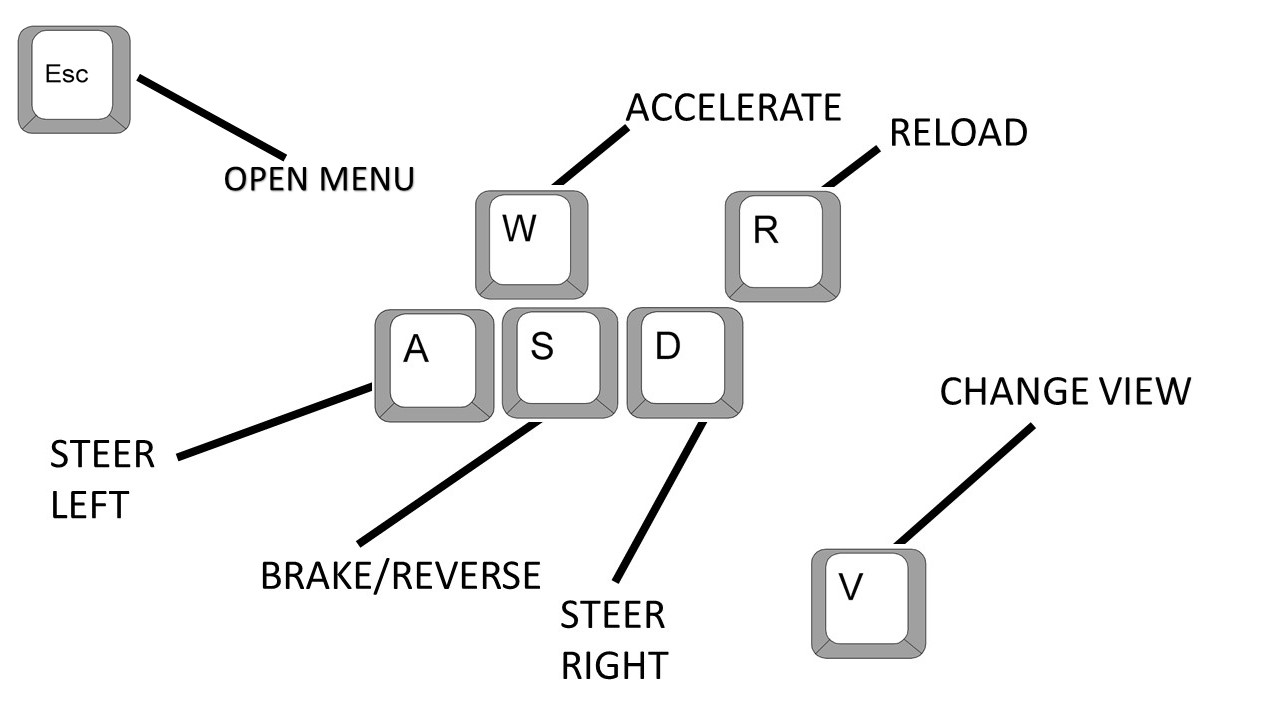 Esc
OPEN MENU
ACCELERATE
RELOAD
W
R
A
S
D
CHANGE VIEW
STEER
LEFT
BRAKE/REVERSE
STEER
RIGHT
V